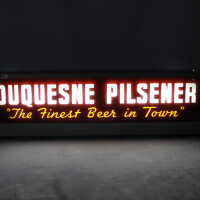 DUQUESNE PILSENER
"The Finest Beer in Town"